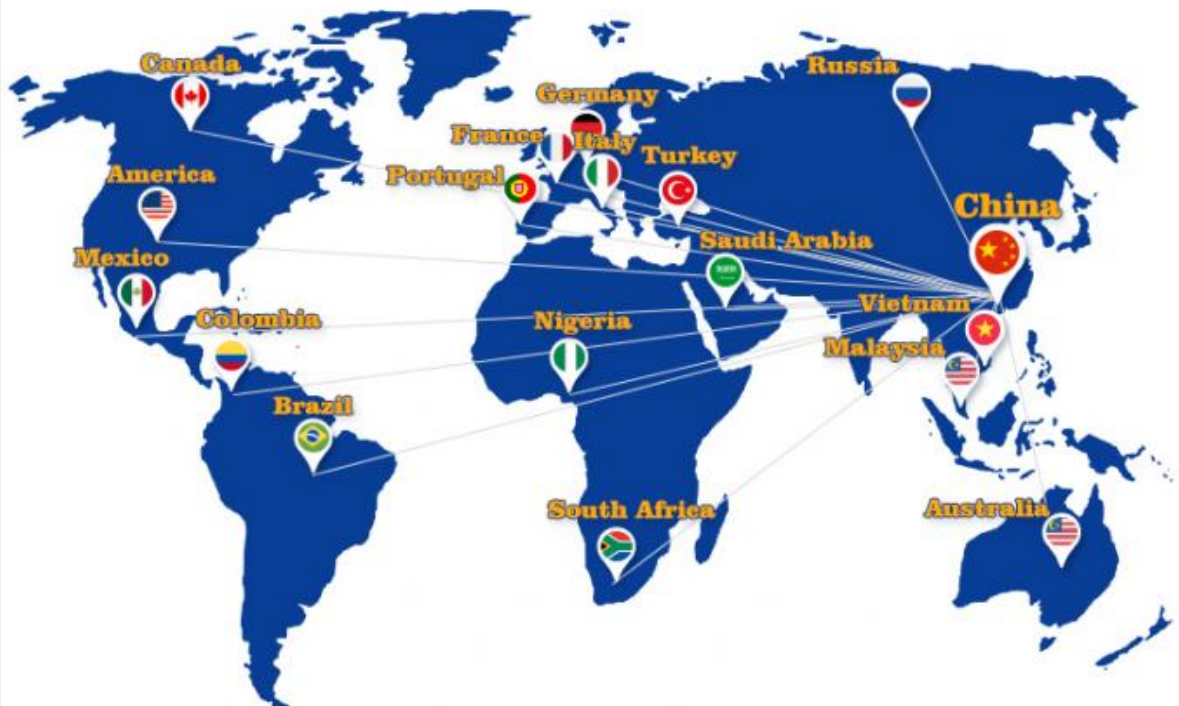 Canada
Russia
Germany
France
Italy
Turkey
America
Portugal
China
Mexico
Saudi Arabia
Colombia
Nigeria
Vietnam
Malaysia
Brazil
South Africa
Australia